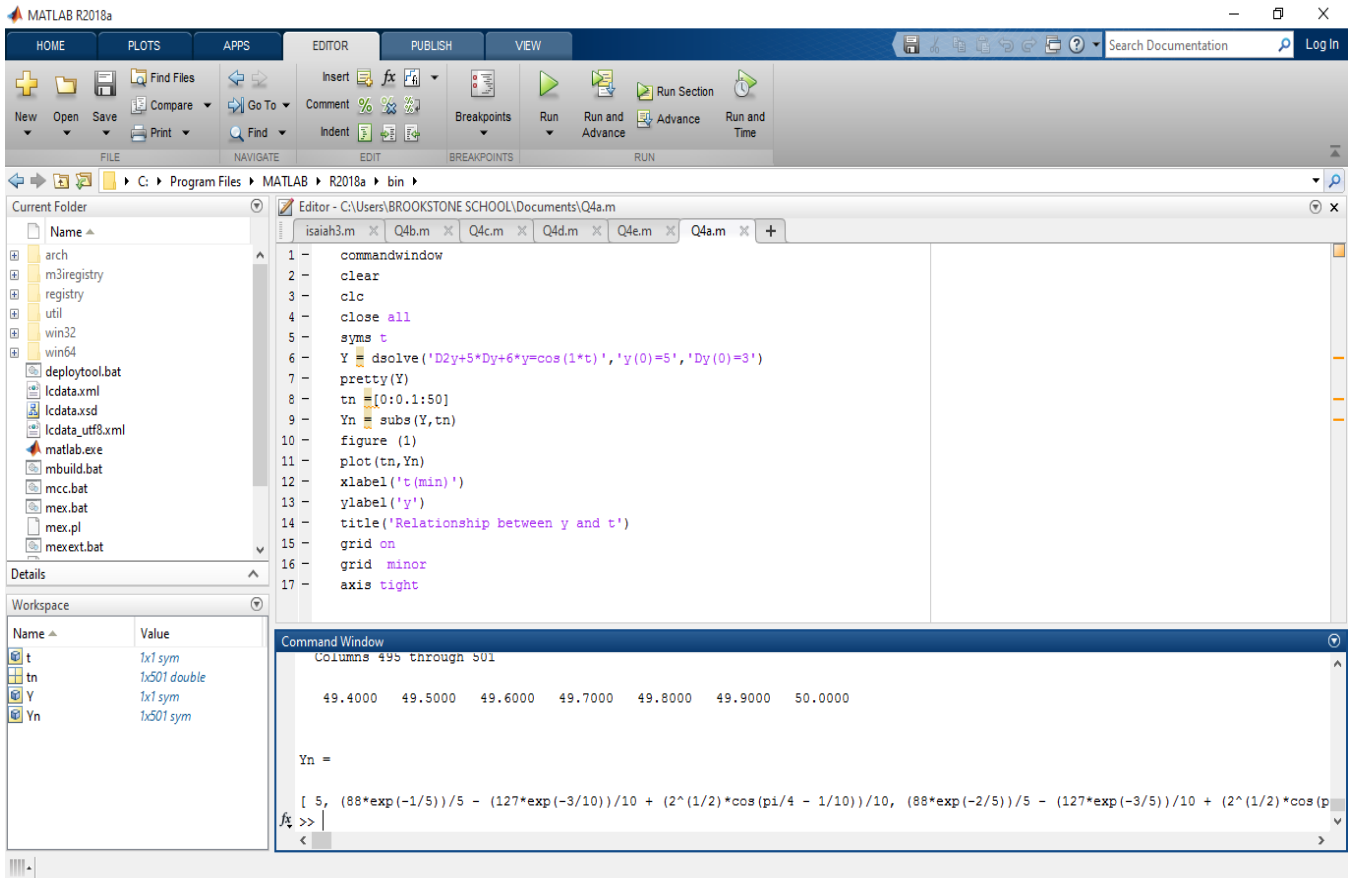 MATLAB R2018a
HOME PLOTS APPS EDITOR PUBLISH VIEW Search Documentation Log In
New Open Save Find Files Compare Print Go To Find Insert fx Comment Indent Breakpoints Run Run and Advance Run Section Advance Run and Time
FILE NAVIGATE EDIT BREAKPOINTS RUN
C: Program Files MATLAB R2018a bin
Current Folder
Name
arch
m3iregistry
registry
util
win32
win64
deploytool.bat
lcdata.xml
lcdata.xsd
lcdata_utf8.xml
matlab.exe
mbuild.bat
mcc.bat
mex.bat
mex.pl
mexext.bat
Details
Workspace
Name Value
t 1x1 sym
tn 1x501 double
Y 1x1 sym
Yn 1x501 sym
Editor - C:\Users\BROOKSTONE SCHOOL\Documents\Q4a.m
isaiah3.m Q4b.m Q4c.m Q4d.m Q4e.m Q4a.m
1 - commandwindow
2 - clear
3 - clc
4 - close all
5 - syms t
6 - Y = dsolve('D2y+5*Dy+6*y=cos(1*t)','y(0)=5','Dy(0)=3')
7 - pretty(Y)
8 - tn =[0:0.1:50]
9 - Yn = subs(Y,tn)
10 - figure (1)
11 - plot(tn,Yn)
12 - xlabel('t(min)')
13 - ylabel('y')
14 - title('Relationship between y and t')
15 - grid on
16 - grid  minor
17 - axis tight
Command Window
Columns 495 through 501
49.4000 49.5000 49.6000 49.7000 49.8000 49.9000 50.0000
Yn =
[ 5, (88*exp(-1/5))/5 - (127*exp(-3/10))/10 + (2^(1/2)*cos(pi/4 - 1/10))/10, (88*exp(-2/5))/5 - (127*exp(-3/5))/10 + (2^(1/2)*cos(p
fx >>